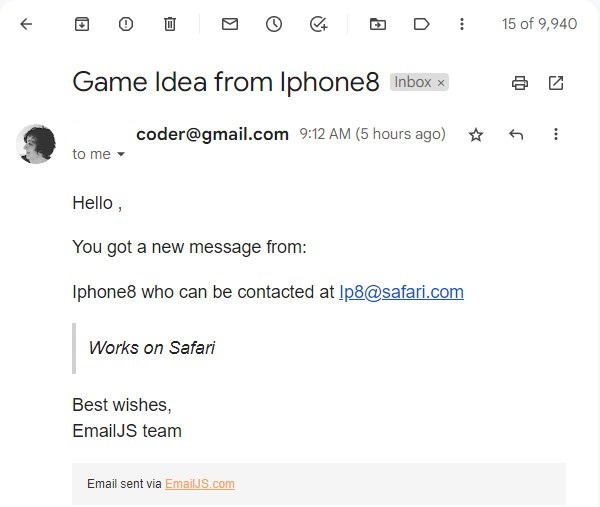 15 of 9,940
Game Idea from Iphone8 Inbox ×
coder@gmail.com 9:12 AM (5 hours ago)
to me
Hello ,
You got a new message from:
Iphone8 who can be contacted at Ip8@safari.com
Works on Safari
Best wishes,
EmailJS team
Email sent via EmailJS.com